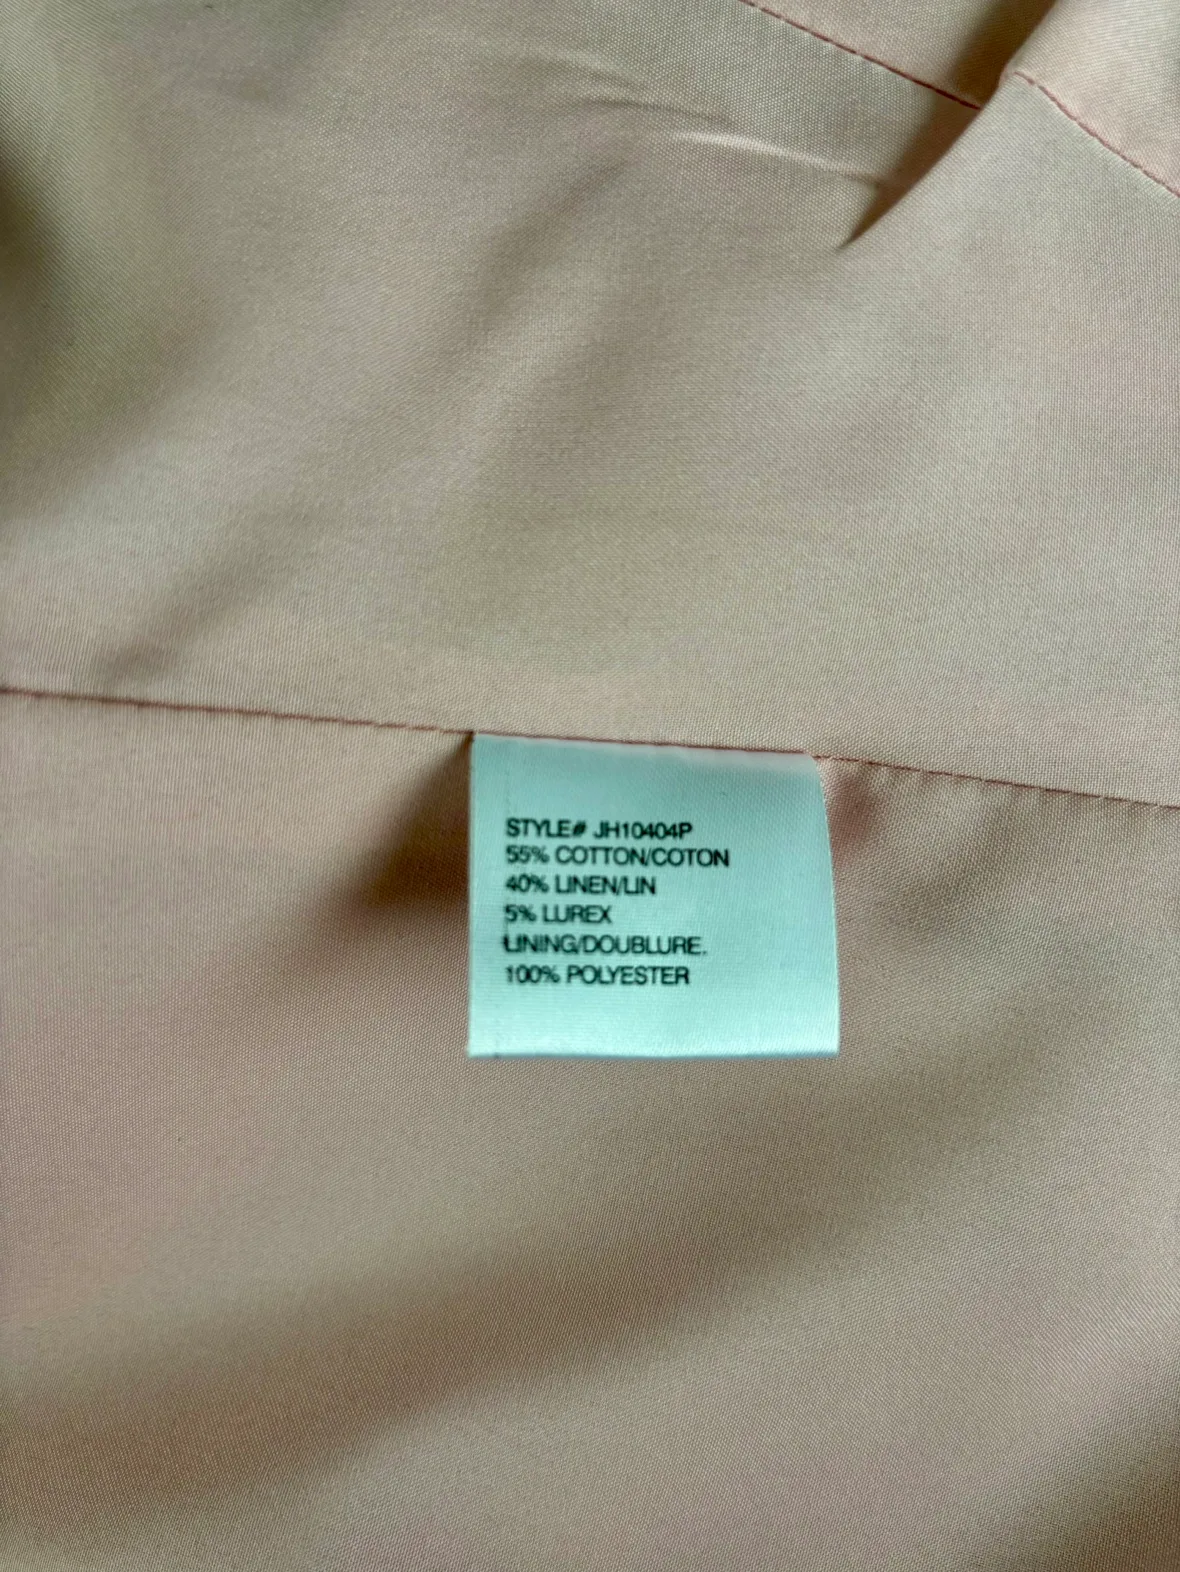 STYLE# JH10404P
55% COTTON/COTON
40% LINEN/LIN
5% LUREX
LINING/DOUBLURE.
100% POLYESTER